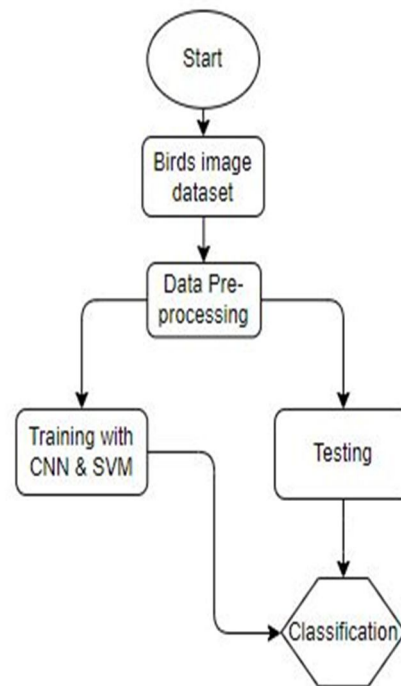 Start
Birds image
dataset
Data Pre-
processing
Training with
CNN & SVM
Testing
Classification